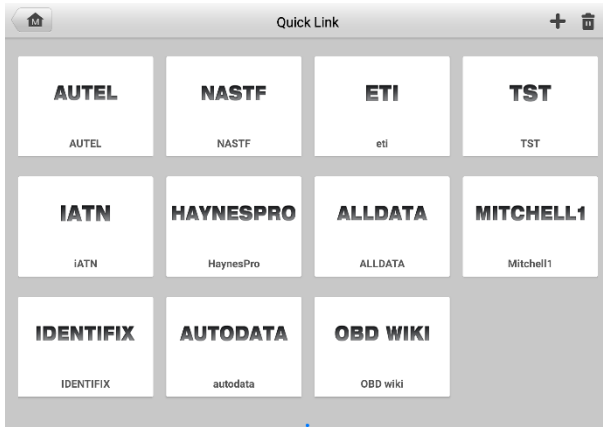 M
Quick Link
AUTEL
NASTF
ETI
TST
AUTEL
NASTF
eti
TST
IATN
HAYNESPRO
ALLDATA
MITCHELL1
iATN
HaynesPro
ALLDATA
Mitchell1
IDENTIFIX
AUTODATA
OBD WIKI
IDENTIFIX
autodata
OBD wiki